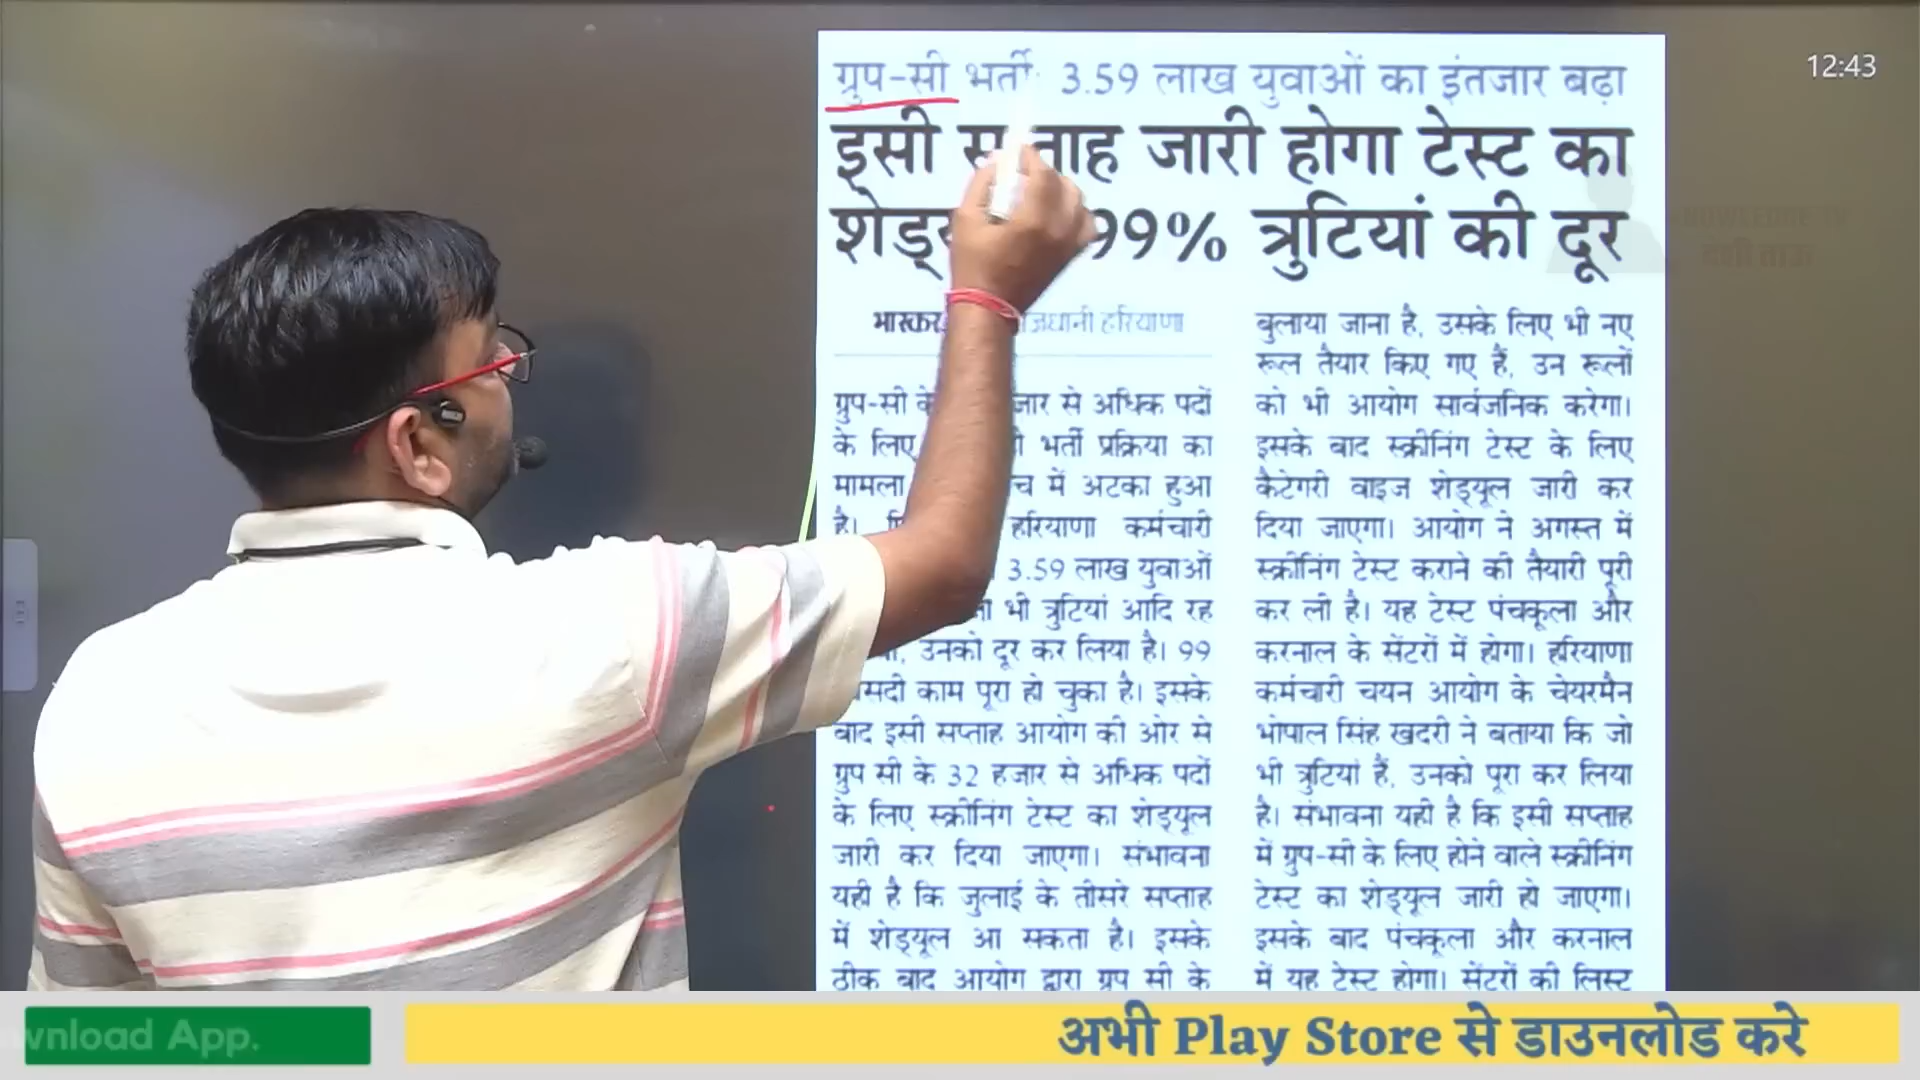 12:43
ग्रुप-सी भर्ती 3.59 लाख युवाओं का इंतजार बढ़ा
इसी जारी होगा टेस्ट का
99% त्रुटियां की दूर
भास्कर हरियाणा
ग्रुप-सी से अधिक पदों
के लिए भर्ती प्रक्रिया का
मामला में अटका हुआ
है। हरियाणा कर्मचारी
3.59 लाख युवाओं
भी त्रुटियां आदि रह
उनको दूर कर लिया है। 99
काम पूरा हो चुका है। इसके
बाद इसी सप्ताह आयोग की ओर से
ग्रुप सी के 32 हजार से अधिक पदों
के लिए स्क्रीनिंग टेस्ट का शेड्यूल
जारी कर दिया जाएगा। संभावना
यही है कि जुलाई के तीसरे सप्ताह
में शेड्यूल आ सकता है। इसके
ठीक बाद आयोग द्वारा ग्रुप सी के
बुलाया जाना है, उसके लिए भी नए
रूल तैयार किए गए हैं, उन रूलों
को भी आयोग सार्वजनिक करेगा।
इसके बाद स्क्रीनिंग टेस्ट के लिए
कैटेगरी वाइज शेड्यूल जारी कर
दिया जाएगा। आयोग ने अगस्त में
स्क्रीनिंग टेस्ट कराने की तैयारी पूरी
कर ली है। यह टेस्ट पंचकूला और
करनाल के सेंटरों में होगा। हरियाणा
कर्मचारी चयन आयोग के चेयरमैन
भोपाल सिंह खदरी ने बताया कि जो
भी त्रुटियां हैं, उनको पूरा कर लिया
है। संभावना यही है कि इसी सप्ताह
में ग्रुप-सी के लिए होने वाले स्क्रीनिंग
टेस्ट का शेड्यूल जारी हो जाएगा।
इसके बाद पंचकूला और करनाल
में यह टेस्ट होगा। सेंटरों की लिस्ट
wnload App.
अभी Play Store से डाउनलोड करे